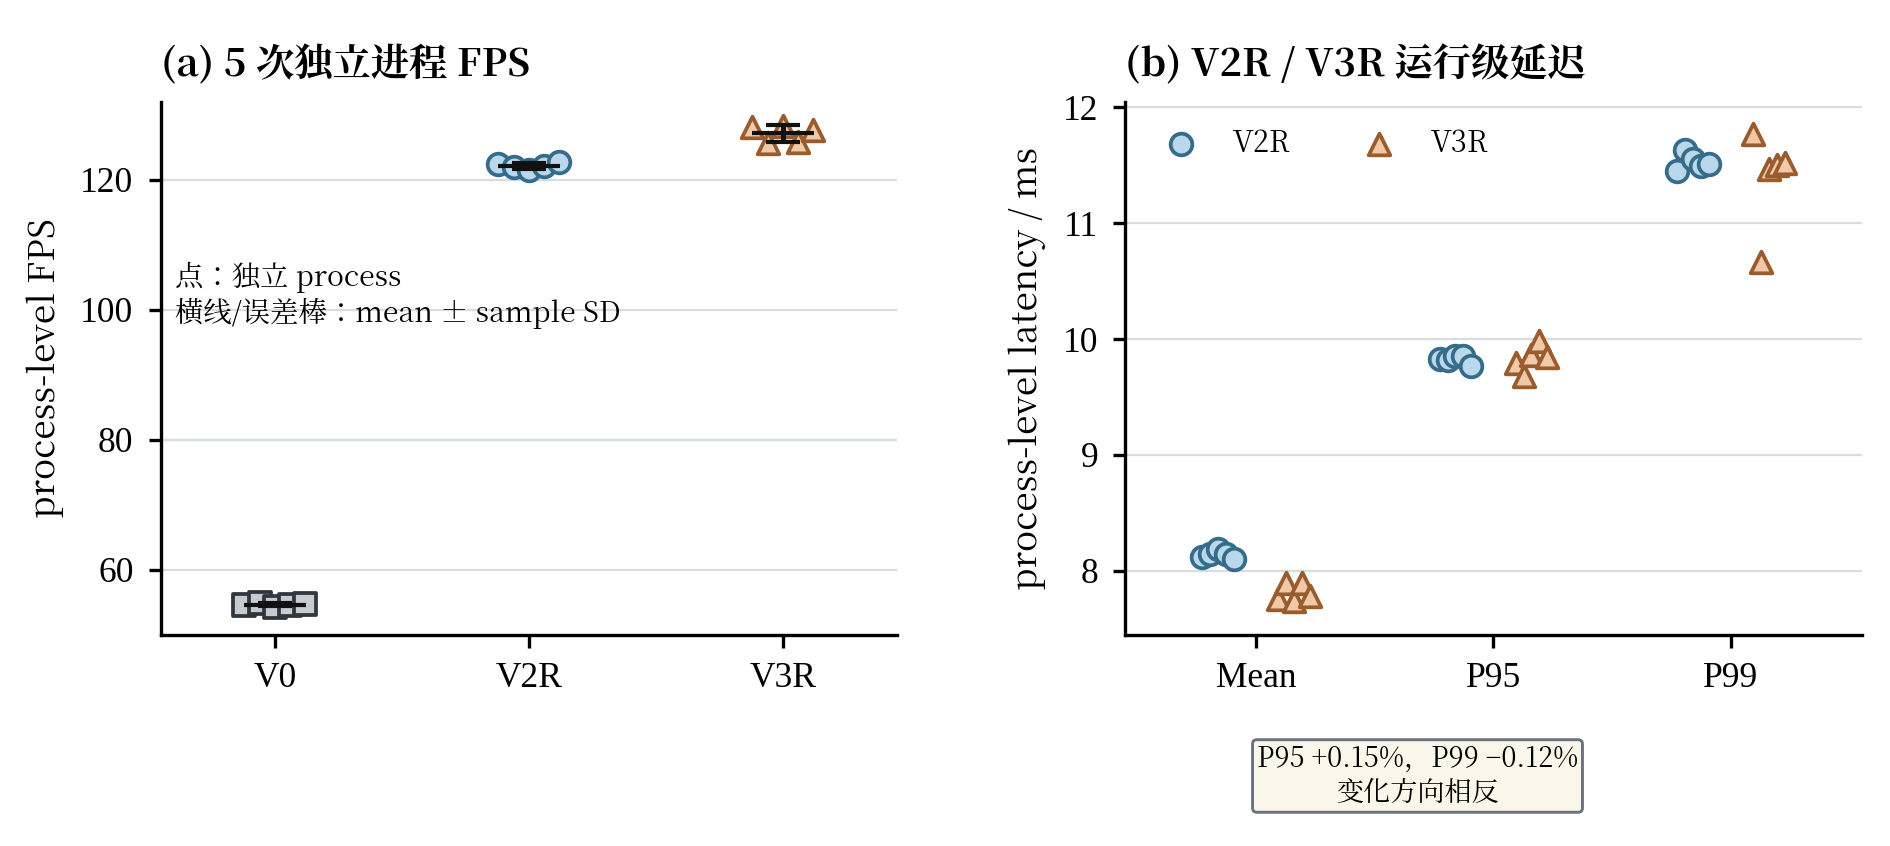 (a) 5 次独立进程 FPS
process-level FPS
120
100
80
60
点：独立 process
横线/误差棒：mean ± sample SD
V0
V2R
V3R
(b) V2R / V3R 运行级延迟
process-level latency / ms
12
11
10
9
8
V2R
V3R
Mean
P95
P99
P95 +0.15%, P99 −0.12%
变化方向相反